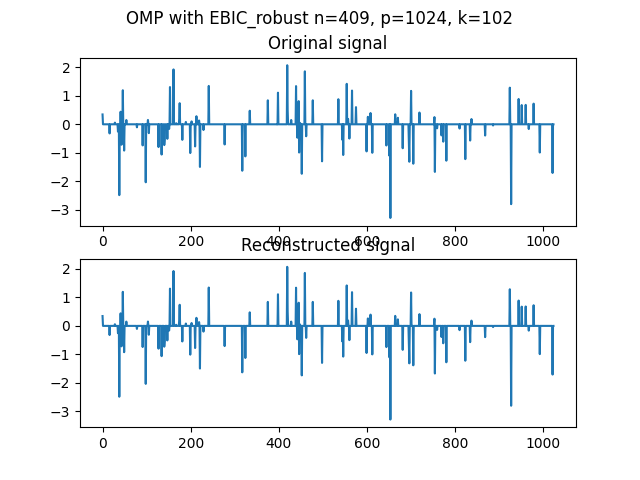 OMP with EBIC_robust n=409, p=1024, k=102
Original signal
2
1
0
−1
−2
−3
0 200 400 600 800 1000
Reconstructed signal
2
1
0
−1
−2
−3
0 200 400 600 800 1000